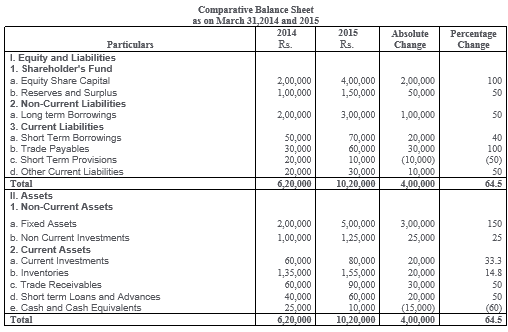 Comparative Balance Sheet
as on March 31,2014 and 2015
Particulars 2014 Rs. 2015 Rs. Absolute Change Percentage Change
I. Equity and Liabilities
1. Shareholder's Fund
a. Equity Share Capital 2,00,000 4,00,000 2,00,000 100
b. Reserves and Surplus 1,00,000 1,50,000 50,000 50
2. Non-Current Liabilities
a. Long term Borrowings 2,00,000 3,00,000 1,00,000 50
3. Current Liabilities
a. Short Term Borrowings 50,000 70,000 20,000 40
b. Trade Payables 30,000 60,000 30,000 100
c. Short Term Provisions 20,000 10,000 (10,000) (50)
d. Other Current Liabilities 20,000 30,000 10,000 50
Total 6,20,000 10,20,000 4,00,000 64.5
II. Assets
1. Non-Current Assets
a. Fixed Assets 2,00,000 5,00,000 3,00,000 150
b. Non Current Investments 1,00,000 1,25,000 25,000 25
2. Current Assets
a. Current Investments 60,000 80,000 20,000 33.3
b. Inventories 1,35,000 1,55,000 20,000 14.8
c. Trade Receivables 60,000 90,000 30,000 50
d. Short term Loans and Advances 40,000 60,000 20,000 50
e. Cash and Cash Equivalents 25,000 10,000 (15,000) (60)
Total 6,20,000 10,20,000 4,00,000 64.5